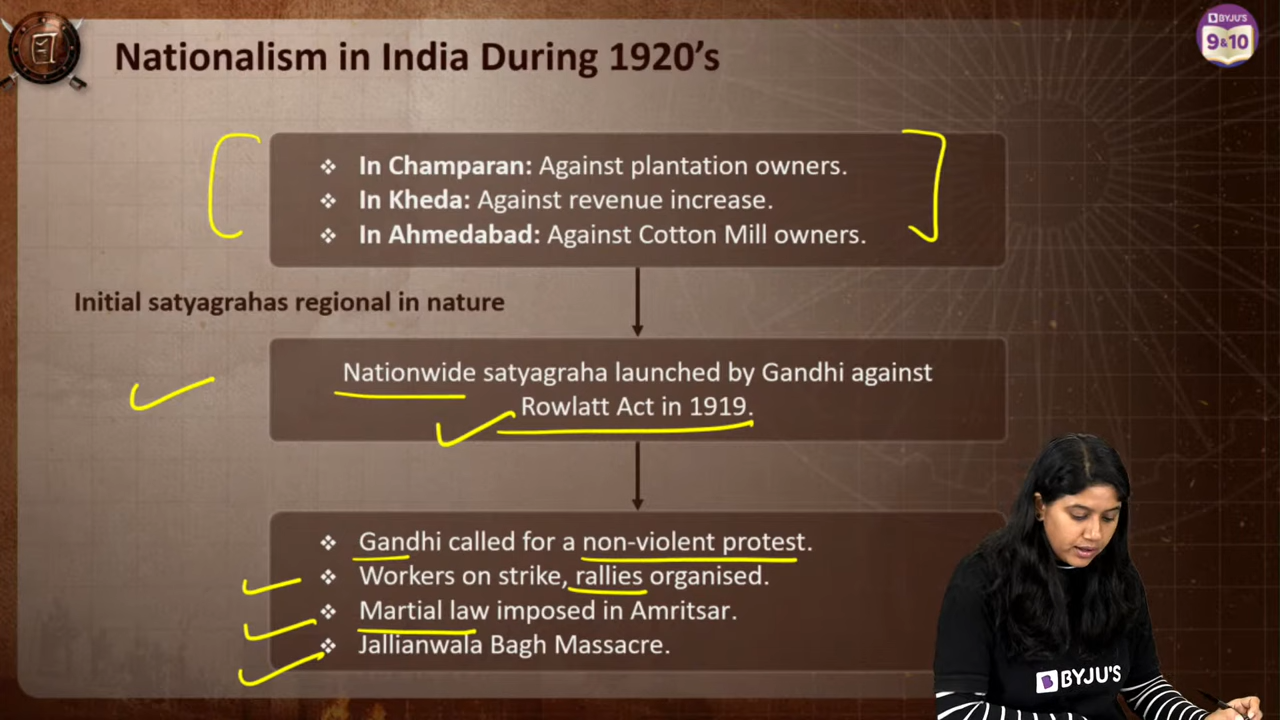 Nationalism in India During 1920's
BYJU'S
9&10
❖ In Champaran: Against plantation owners.
❖ In Kheda: Against revenue increase.
❖ In Ahmedabad: Against Cotton Mill owners.
Initial satyagrahas regional in nature
Nationwide satyagraha launched by Gandhi against
Rowlatt Act in 1919.
❖ Gandhi called for a non-violent protest.
❖ Workers on strike, rallies organised.
❖ Martial law imposed in Amritsar.
❖ Jallianwala Bagh Massacre.
BYJU'S